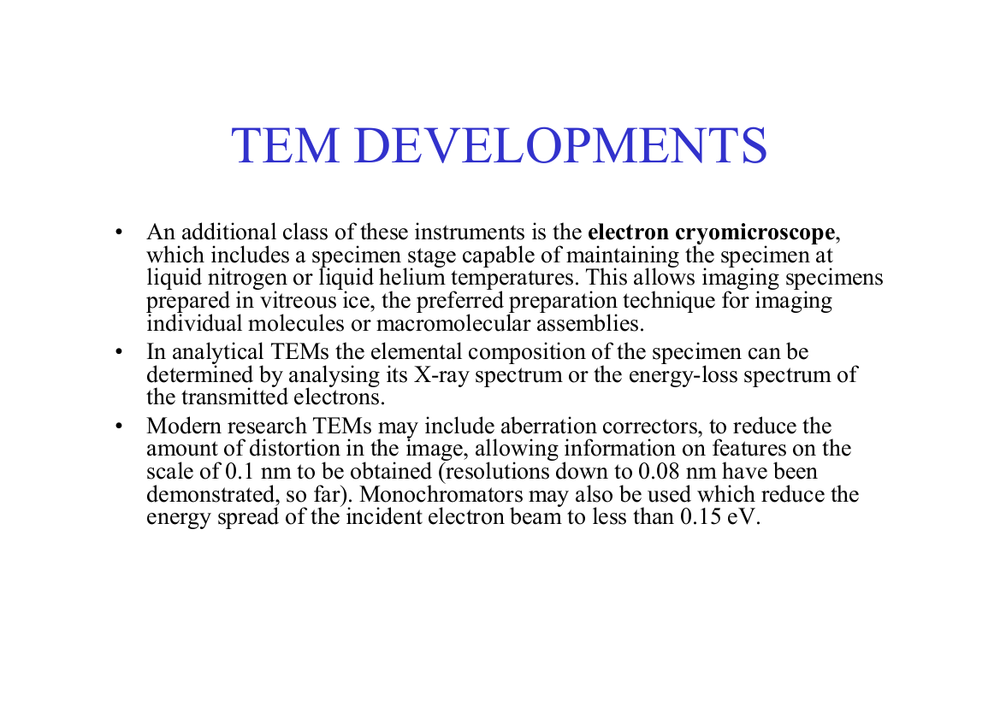 TEM DEVELOPMENTS
• An additional class of these instruments is the electron cryomicroscope,
which includes a specimen stage capable of maintaining the specimen at
liquid nitrogen or liquid helium temperatures. This allows imaging specimens
prepared in vitreous ice, the preferred preparation technique for imaging
individual molecules or macromolecular assemblies.
• In analytical TEMs the elemental composition of the specimen can be
determined by analysing its X-ray spectrum or the energy-loss spectrum of
the transmitted electrons.
• Modern research TEMs may include aberration correctors, to reduce the
amount of distortion in the image, allowing information on features on the
scale of 0.1 nm to be obtained (resolutions down to 0.08 nm have been
demonstrated, so far). Monochromators may also be used which reduce the
energy spread of the incident electron beam to less than 0.15 eV.